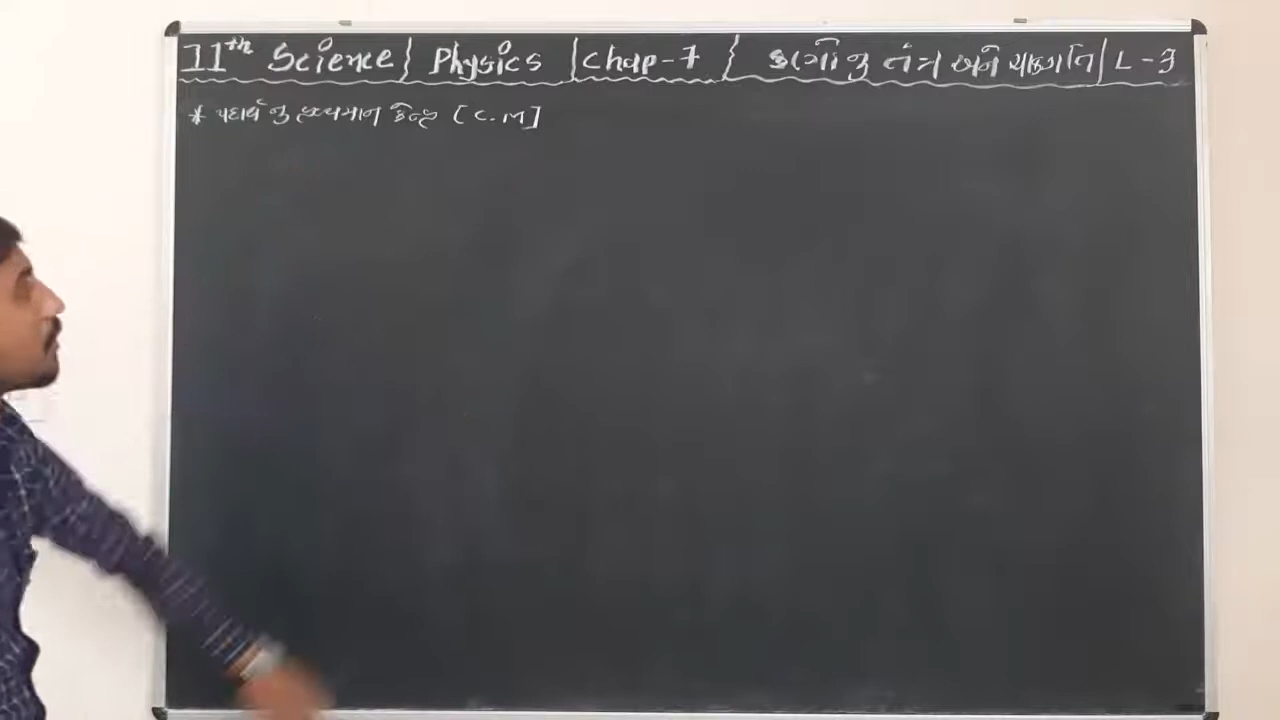 11th Science } Physics | Chap-7 } કણોનું તંત્ર અને ચાકગતિ | L-3
* પદાર્થનું દ્રવ્યમાન કેન્દ્ર [C.M]